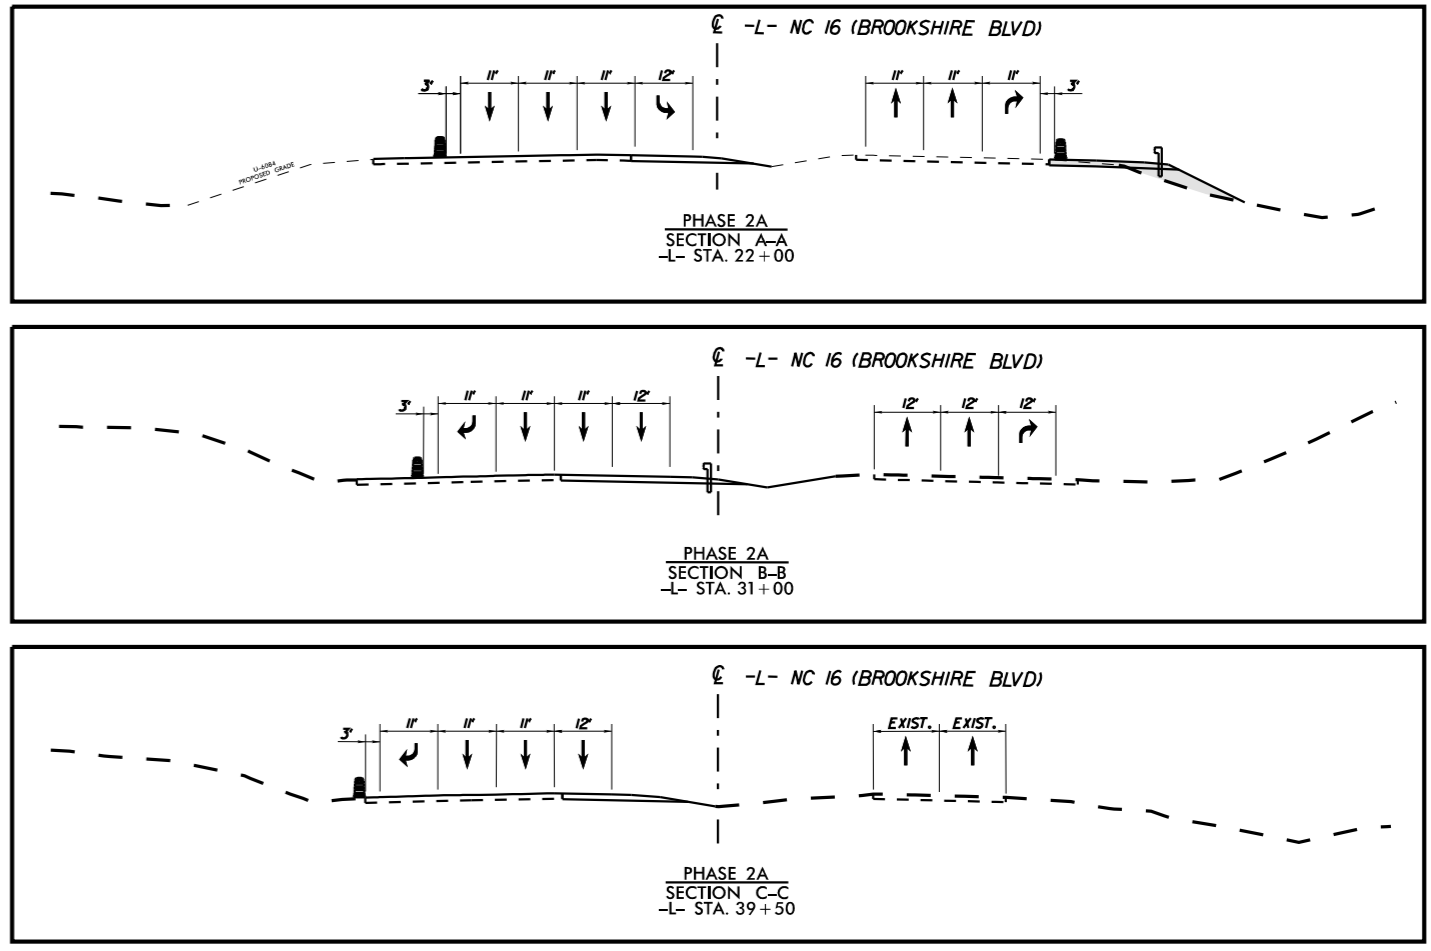 ℄ -L- NC 16 (BROOKSHIRE BLVD)
3' 11' 11' 11' 12' 11' 11' 11' 3'
U-6084
PROPOSED GRADE
PHASE 2A
SECTION A-A
-L- STA. 22+00
℄ -L- NC 16 (BROOKSHIRE BLVD)
3' 11' 11' 11' 12' 12' 12' 12'
PHASE 2A
SECTION B-B
-L- STA. 31+00
℄ -L- NC 16 (BROOKSHIRE BLVD)
3' 11' 11' 11' 12' EXIST. EXIST.
PHASE 2A
SECTION C-C
-L- STA. 39+50